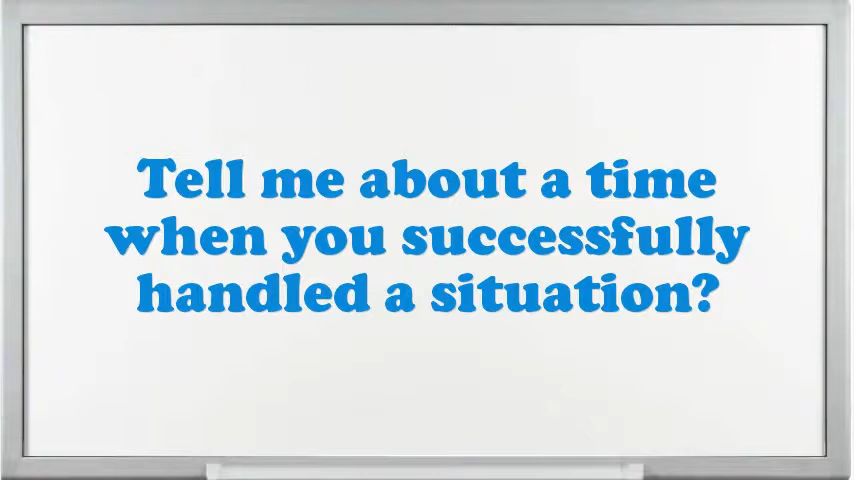 Tell me about a time
when you successfully
handled a situation?